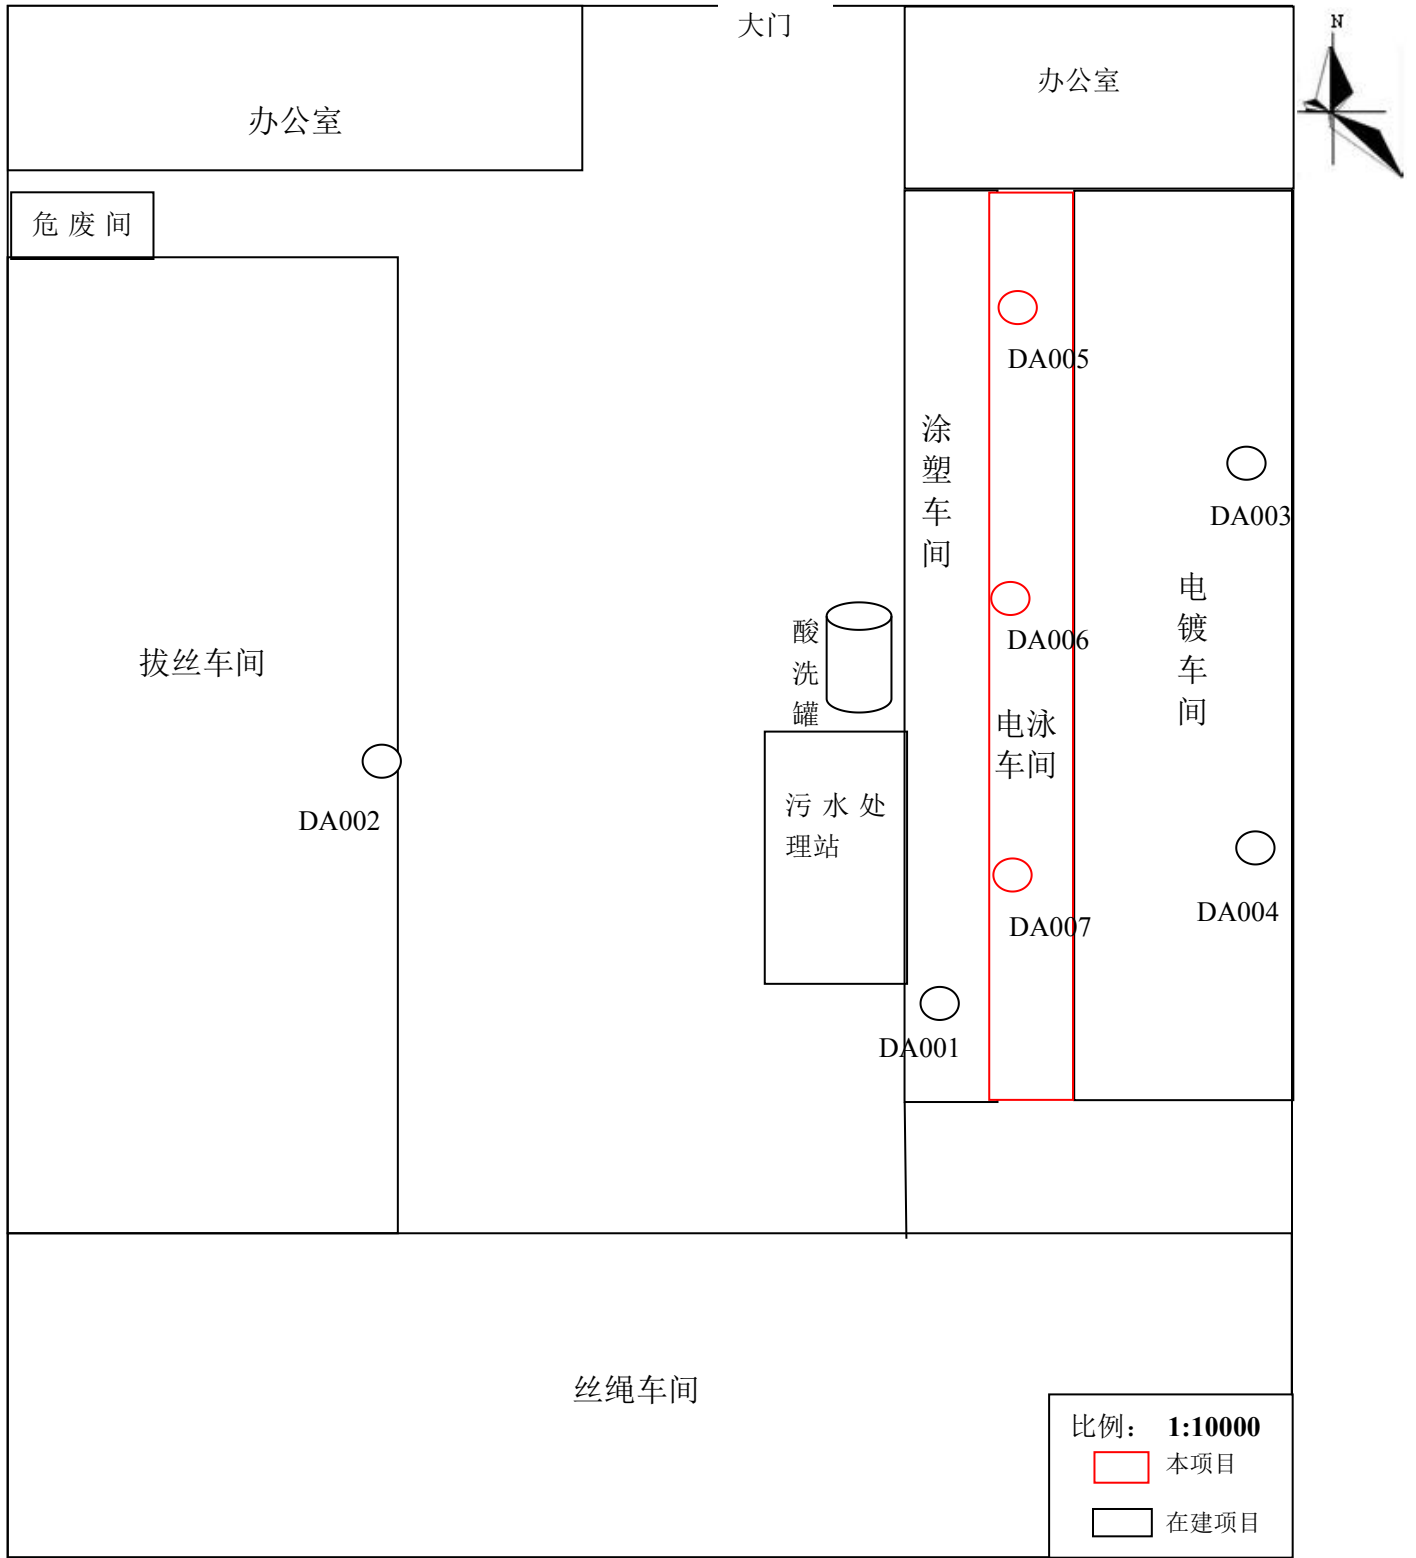 大门
N
办公室
办公室
危废间
DA005
涂
塑
车
间
DA003
电
镀
车
间
酸
洗
罐
DA006
拔丝车间
电泳
车间
污水处
理站
DA002
DA007
DA004
DA001
丝绳车间
比例： 1:10000
本项目
在建项目